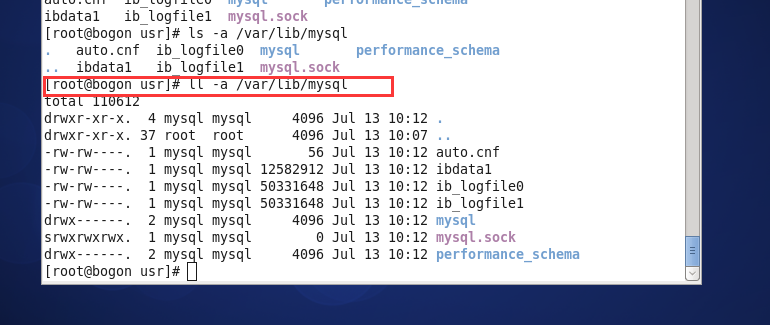 auto.cnf  ib_logfile0  mysql       performance_schema
ibdata1   ib_logfile1  mysql.sock
[root@bogon usr]# ls -a /var/lib/mysql
.   auto.cnf  ib_logfile0  mysql       performance_schema
..  ibdata1   ib_logfile1  mysql.sock
[root@bogon usr]# ll -a /var/lib/mysql
total 110612
drwxr-xr-x.  4 mysql mysql     4096 Jul 13 10:12 .
drwxr-xr-x. 37 root  root      4096 Jul 13 10:07 ..
-rw-rw----.  1 mysql mysql       56 Jul 13 10:12 auto.cnf
-rw-rw----.  1 mysql mysql 12582912 Jul 13 10:12 ibdata1
-rw-rw----.  1 mysql mysql 50331648 Jul 13 10:12 ib_logfile0
-rw-rw----.  1 mysql mysql 50331648 Jul 13 10:12 ib_logfile1
drwx------.  2 mysql mysql     4096 Jul 13 10:12 mysql
srwxrwxrwx.  1 mysql mysql        0 Jul 13 10:12 mysql.sock
drwx------.  2 mysql mysql     4096 Jul 13 10:12 performance_schema
[root@bogon usr]#